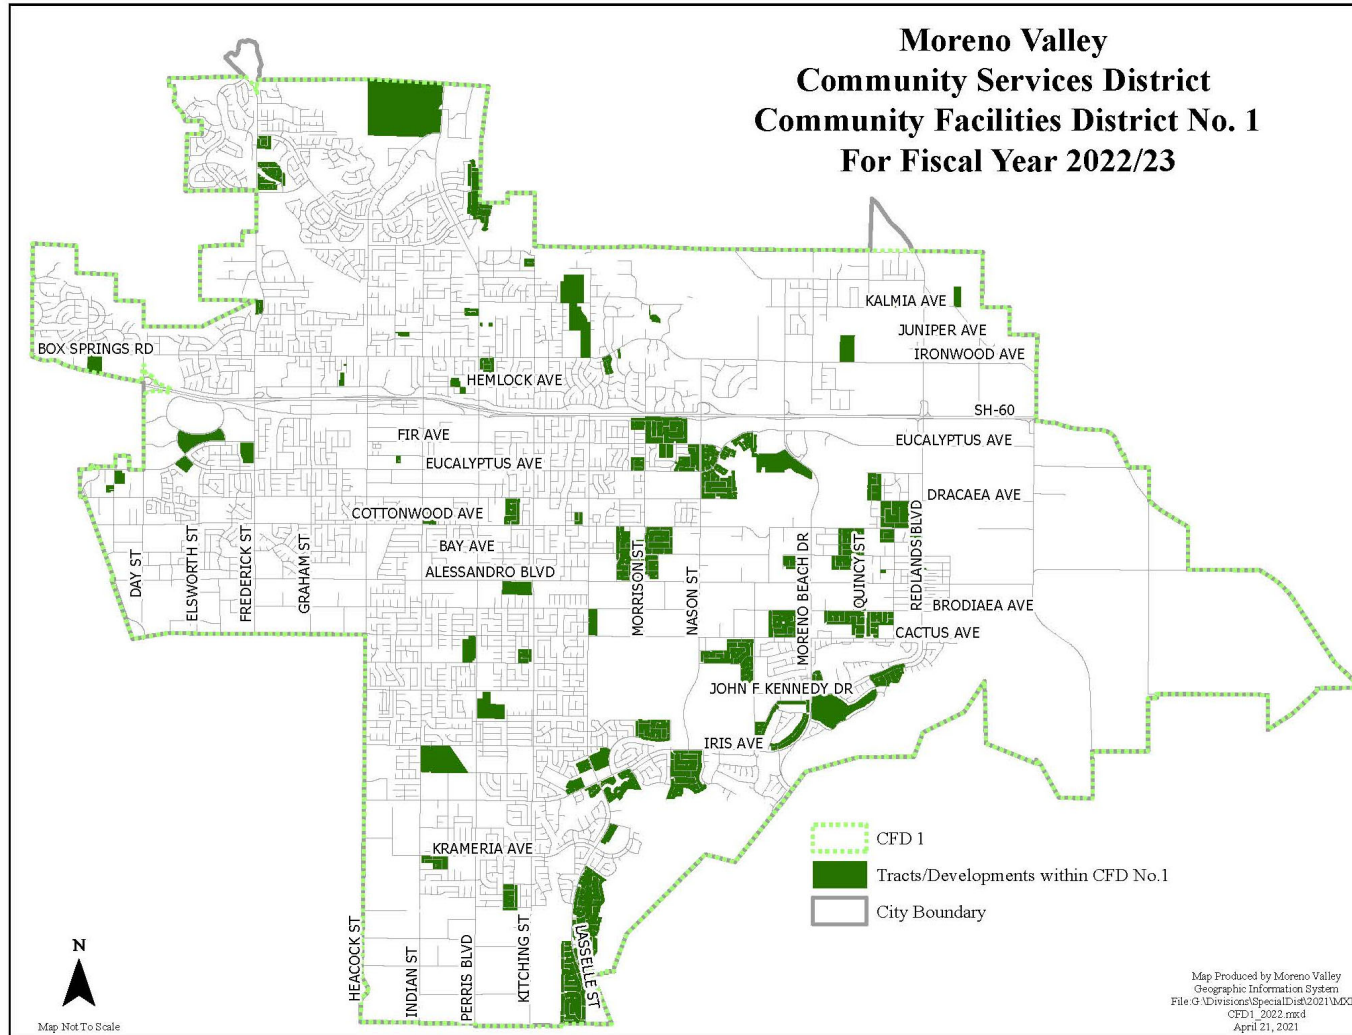 Moreno Valley
Community Services District
Community Facilities District No. 1
For Fiscal Year 2022/23
KALMIA AVE
JUNIPER AVE
BOX SPRINGS RD
IRONWOOD AVE
HEMLOCK AVE
SH-60
FIR AVE
EUCALYPTUS AVE
EUCALYPTUS AVE
DRACAEA AVE
COTTONWOOD AVE
BAY AVE
ALESSANDRO BLVD
DAY ST
ELSWORTH ST
FREDERICK ST
GRAHAM ST
MORRISON ST
NASON ST
MORENO BEACH DR
QUINCY ST
REDLANDS BLVD
BRODIAEA AVE
CACTUS AVE
JOHN F KENNEDY DR
IRIS AVE
KRAMERIA AVE
HEACOCK ST
INDIAN ST
PERRIS BLVD
KITCHING ST
LASSELLE ST
CFD 1
Tracts/Developments within CFD No.1
City Boundary
N
Map Not To Scale
Map Produced by Moreno Valley
Geographic Information System
File:G:\Divisions\SpecialDist\2021\MX
CFD1_2022.mxd
April 21, 2021